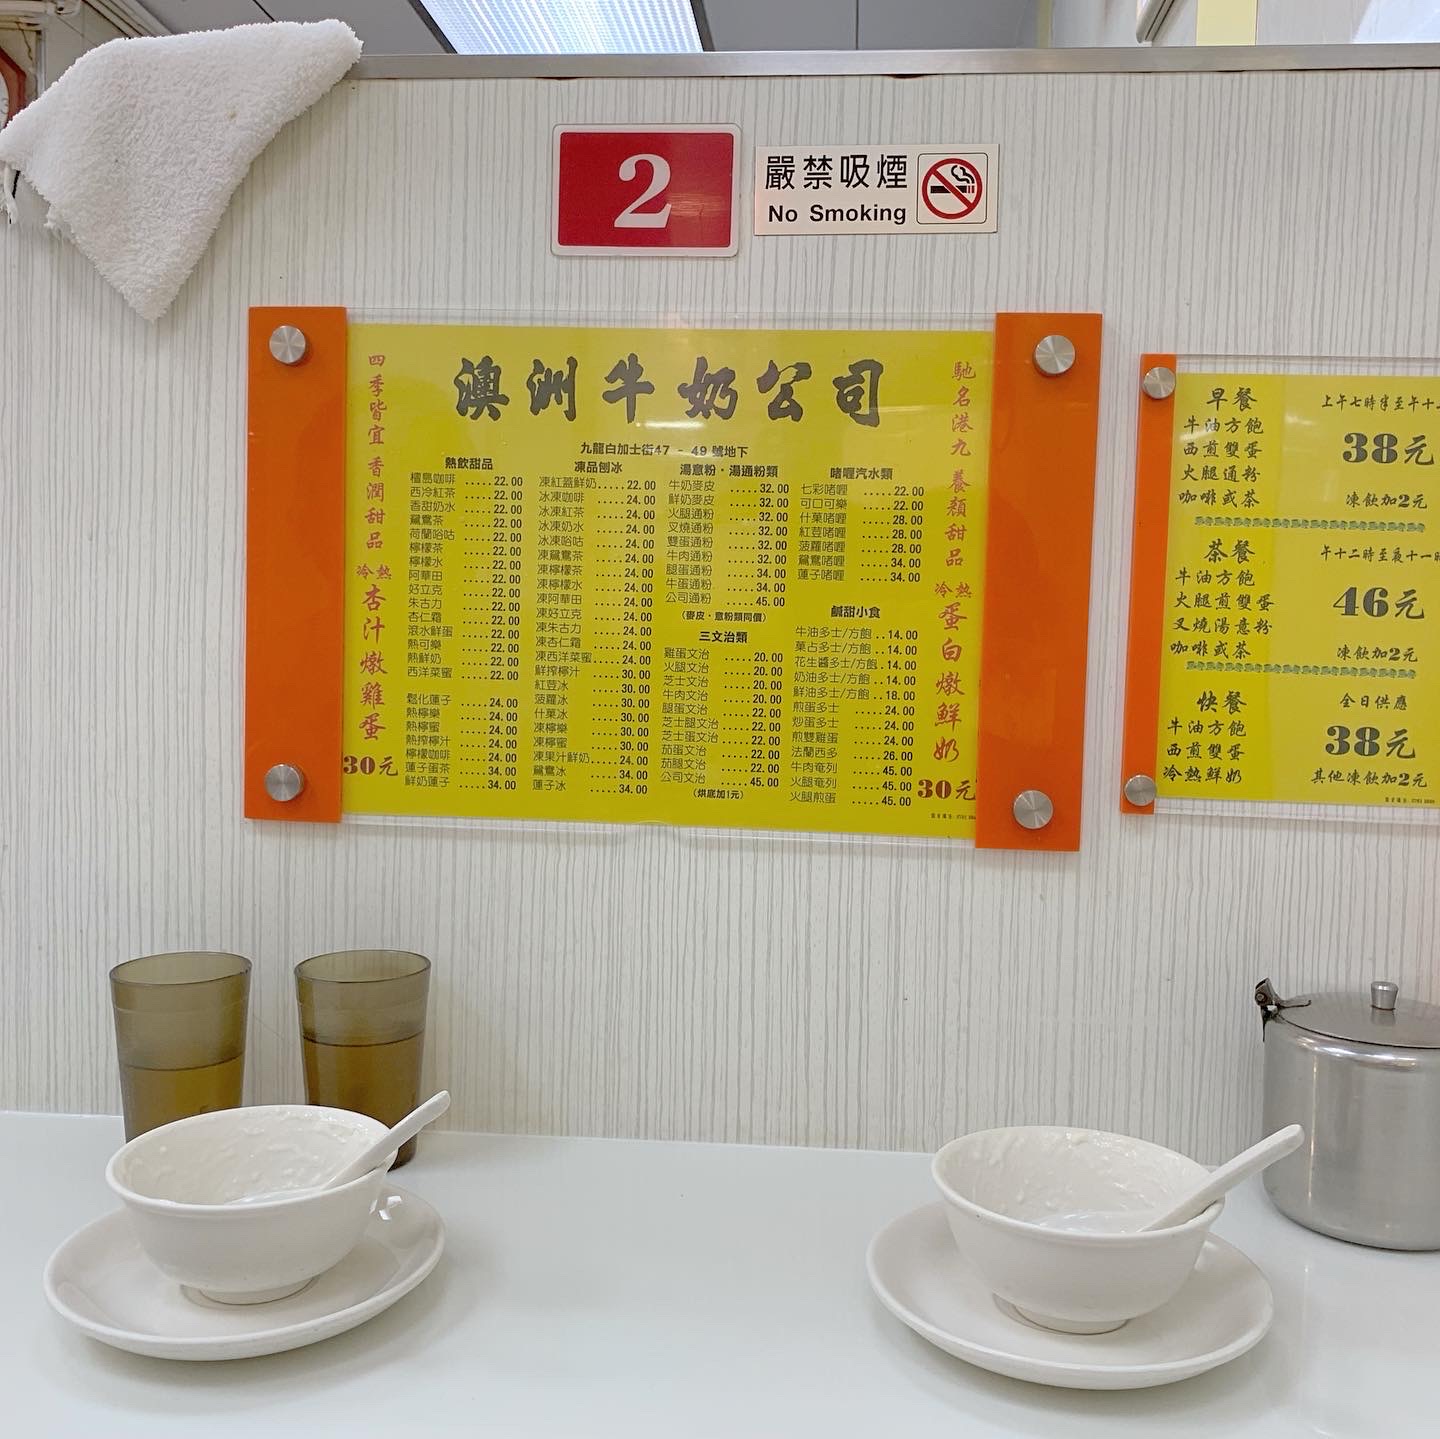 2
嚴禁吸煙
No Smoking
澳洲牛奶公司
九龍白加士街47 - 49 號地下
四季皆宜 香潤甜品 冷熱 杏汁燉雞蛋
30元
熱飲甜品
檀島咖啡 .....22.00
西冷紅茶 .....22.00
香甜奶水 .....22.00
鴛鴦茶 .....22.00
荷蘭哈咕 .....22.00
檸檬茶 .....22.00
檸檬水 .....22.00
阿華田 .....22.00
好立克 .....22.00
朱古力 .....22.00
杏仁霜 .....22.00
滾水鮮蛋 .....22.00
熱可樂 .....22.00
熱鮮奶 .....22.00
西洋菜蜜 .....22.00
鬆化蓮子 .....24.00
熱檸樂 .....24.00
熱檸蜜 .....24.00
熱搾檸汁 .....24.00
檸檬咖啡 .....24.00
蓮子蛋茶 .....34.00
鮮奶蓮子 .....34.00
凍品刨冰
凍紅蓋鮮奶 .....22.00
冰凍咖啡 .....24.00
冰凍紅茶 .....24.00
冰凍奶水 .....24.00
冰凍哈咕 .....24.00
凍鴛鴦茶 .....24.00
凍檸檬茶 .....24.00
凍檸檬水 .....24.00
凍阿華田 .....24.00
凍好立克 .....24.00
凍朱古力 .....24.00
凍杏仁霜 .....24.00
凍西洋菜蜜 .....24.00
鮮搾檸汁 .....30.00
紅荳冰 .....30.00
菠蘿冰 .....30.00
什菓冰 .....30.00
凍檸樂 .....30.00
凍檸蜜 .....30.00
凍果汁鮮奶 .....24.00
鴛鴦冰 .....34.00
蓮子冰 .....34.00
湯意粉·湯通粉類
牛奶麥皮 .....32.00
鮮奶麥皮 .....32.00
火腿通粉 .....32.00
叉燒通粉 .....32.00
雙蛋通粉 .....32.00
牛肉通粉 .....32.00
腿蛋通粉 .....34.00
牛蛋通粉 .....34.00
公司通粉 .....45.00
(麥皮·意粉類同價)
三文治類
雞蛋文治 .....20.00
火腿文治 .....20.00
芝士文治 .....20.00
牛肉文治 .....20.00
腿蛋文治 .....22.00
芝士腿文治 .....22.00
芝士蛋文治 .....22.00
茄蛋文治 .....22.00
茄腿文治 .....22.00
公司文治 .....45.00
(烘底加1元)
啫喱汽水類
七彩啫喱 .....22.00
可口可樂 .....22.00
什菓啫喱 .....28.00
紅荳啫喱 .....28.00
菠蘿啫喱 .....28.00
鴛鴦啫喱 .....34.00
蓮子啫喱 .....34.00
鹹甜小食
牛油多士/方飽 ..14.00
菓占多士/方飽 ..14.00
花生醬多士/方飽 ..14.00
奶油多士/方飽 ..14.00
鮮油多士/方飽 ..18.00
煎蛋多士 .....24.00
炒蛋多士 .....24.00
煎雙雞蛋 .....24.00
法蘭西多 .....26.00
牛肉奄列 .....45.00
火腿奄列 .....45.00
火腿煎蛋 .....45.00
馳名港九 養顏甜品 冷熱 蛋白燉鮮奶
30元
早餐
牛油方飽
西煎雙蛋
火腿通粉
咖啡或茶
上午七時半至午十二
38元
凍飲加2元
茶餐
牛油方飽
火腿煎雙蛋
叉燒湯意粉
咖啡或茶
午十二時至晨十一時
46元
凍飲加2元
快餐
牛油方飽
西煎雙蛋
冷熱鮮奶
全日供應
38元
其他凍飲加2元